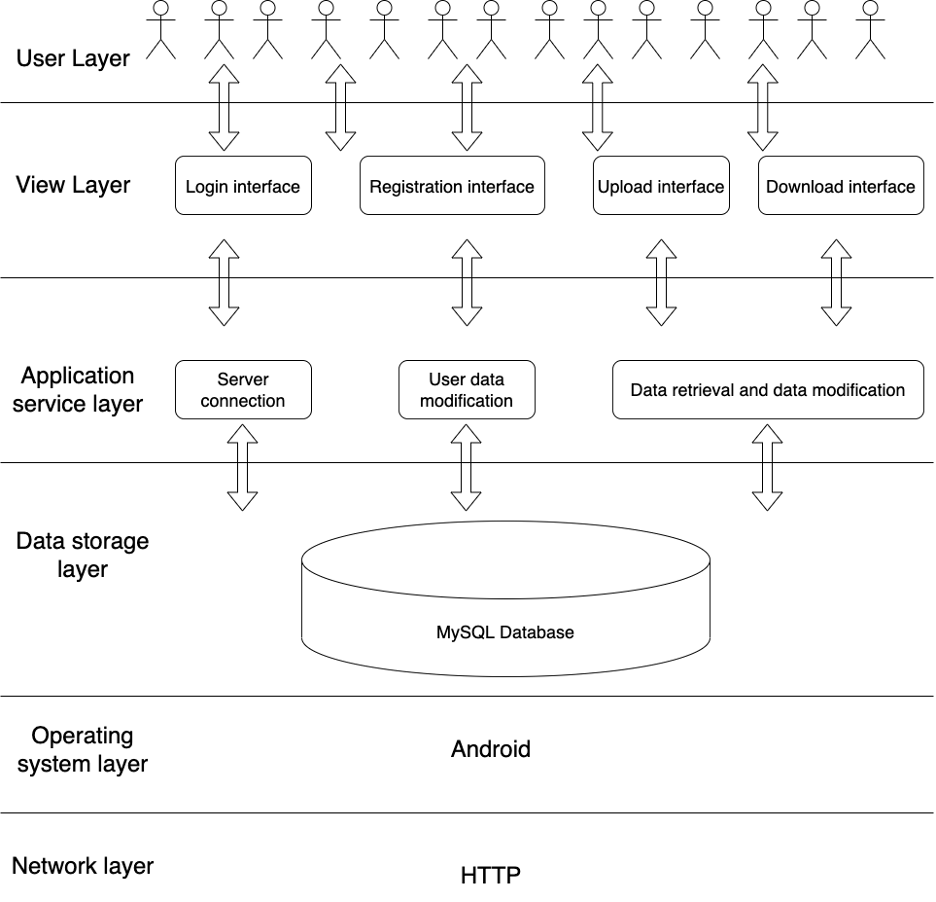 User Layer
View Layer
Login interface
Registration interface
Upload interface
Download interface
Application
service layer
Server
connection
User data
modification
Data retrieval and data modification
Data storage
layer
MySQL Database
Operating
system layer
Android
Network layer
HTTP